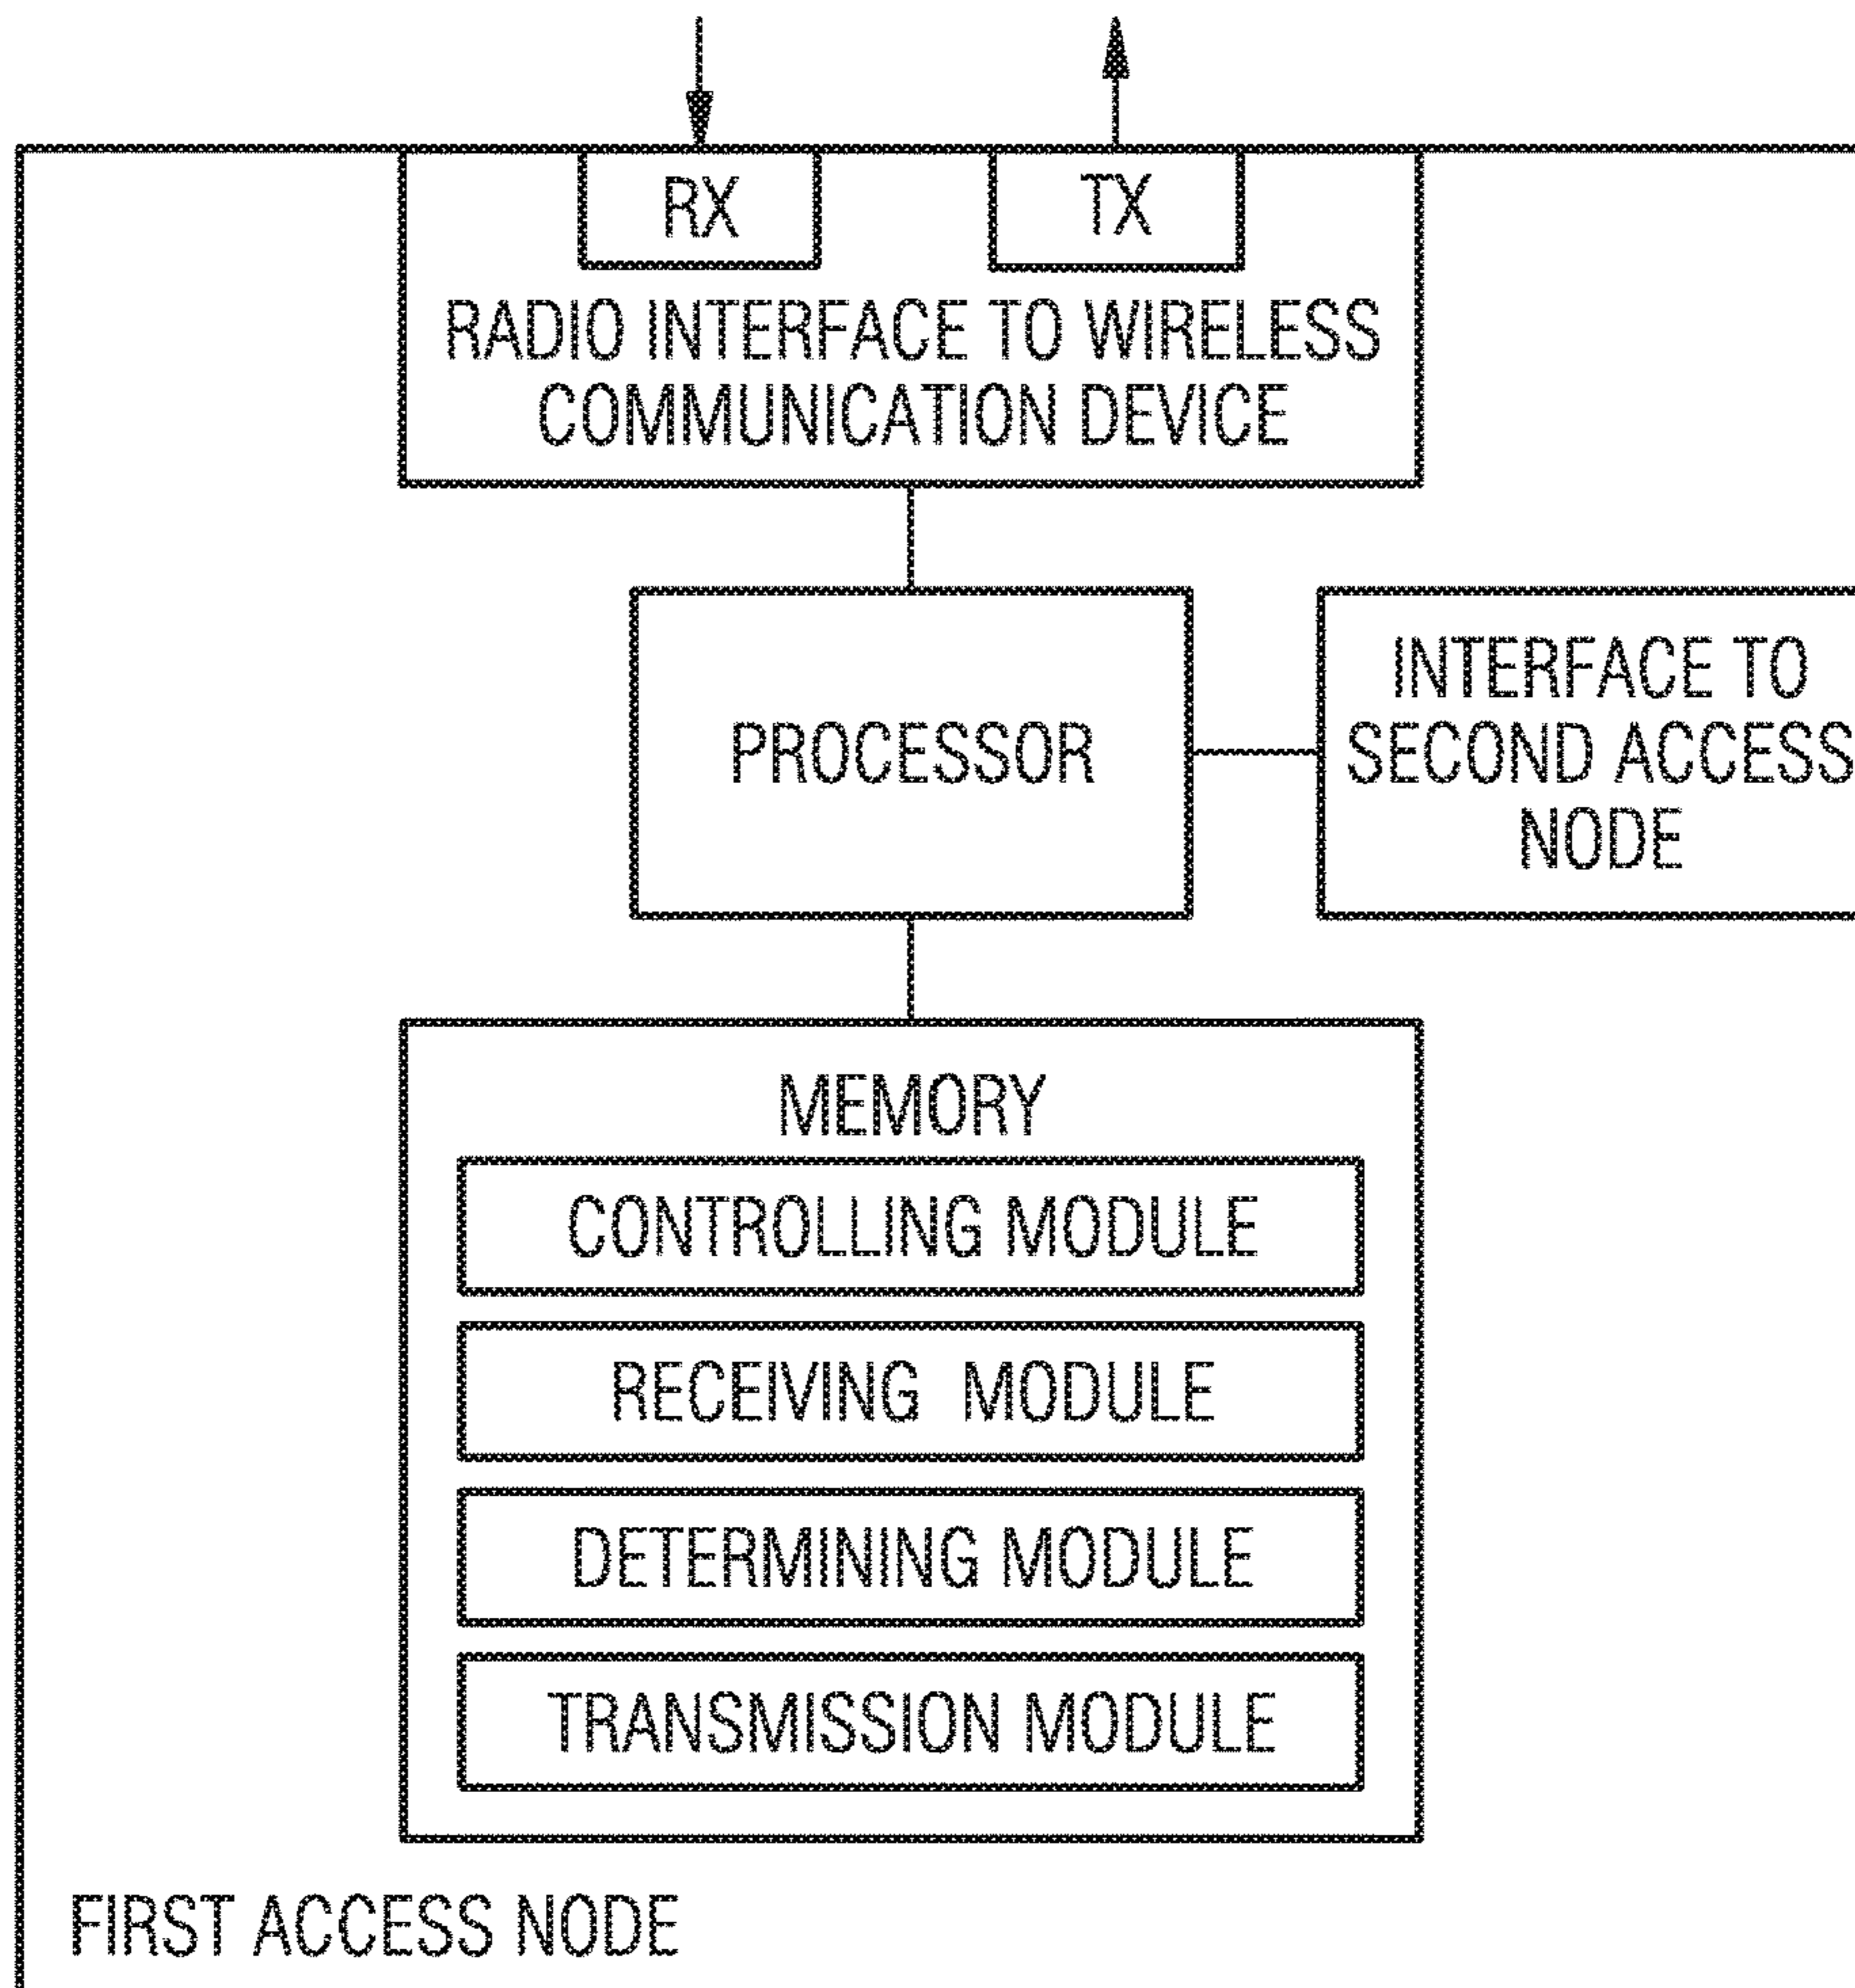 RX
TX
RADIO INTERFACE TO WIRELESS
COMMUNICATION DEVICE
PROCESSOR
INTERFACE TO
SECOND ACCESS
NODE
MEMORY
CONTROLLING MODULE
RECEIVING MODULE
DETERMINING MODULE
TRANSMISSION MODULE
FIRST ACCESS NODE